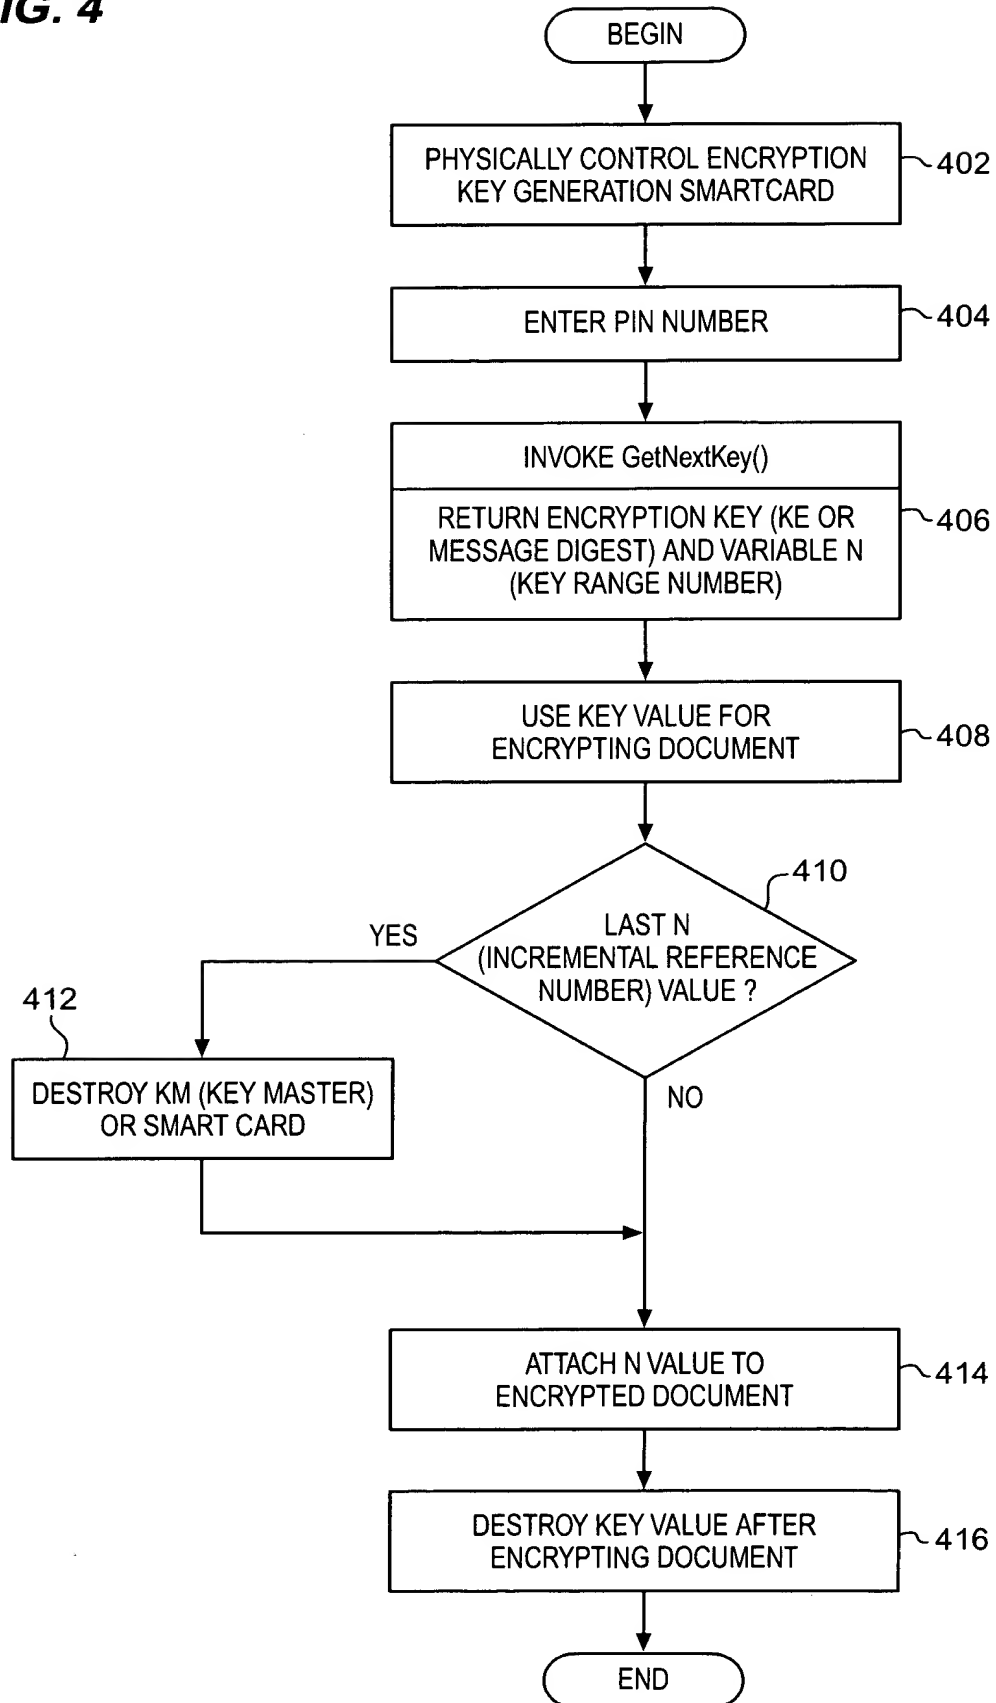 IG. 4
BEGIN
PHYSICALLY CONTROL ENCRYPTION
KEY GENERATION SMARTCARD
402
ENTER PIN NUMBER
404
INVOKE GetNextKey()
RETURN ENCRYPTION KEY (KE OR
MESSAGE DIGEST) AND VARIABLE N
(KEY RANGE NUMBER)
406
USE KEY VALUE FOR
ENCRYPTING DOCUMENT
408
410
LAST N
(INCREMENTAL REFERENCE
NUMBER) VALUE ?
YES
412
DESTROY KM (KEY MASTER)
OR SMART CARD
NO
ATTACH N VALUE TO
ENCRYPTED DOCUMENT
414
DESTROY KEY VALUE AFTER
ENCRYPTING DOCUMENT
416
END